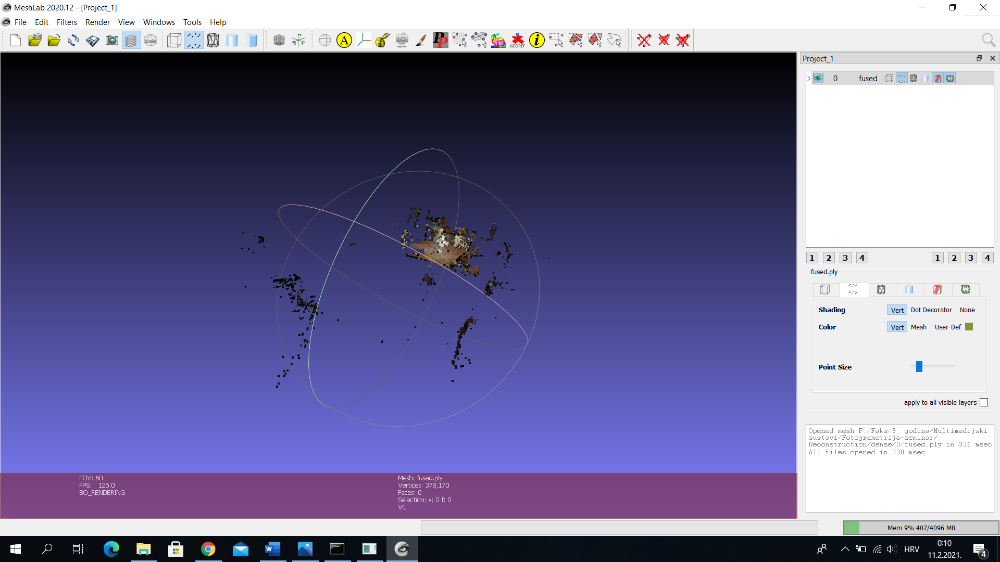 MeshLab 2020.12 - [Project_1]
File Edit Filters Render View Windows Tools Help
A
PP
GEOREF
i
Project_1
0 fused
1 2 3 4 1 2 3 4
fused.ply
Shading Vert Dot Decorator None
Color Vert Mesh User-Def
Point Size
apply to all visible layers
Opened mesh F:/Faks/5. godina/Multimedijski
sustavi/Fotogrametrija-seminar/
Reconstruction/dense/0/fused.ply in 336 msec
All files opened in 338 msec
FOV: 60
FPS: 125.0
BO_RENDERING
Mesh: fused.ply
Vertices: 378,170
Faces: 0
Selection: v: 0 f: 0
VC
Mem 9% 407/4096 MB
W
HRV
0:10
11.2.2021.
4